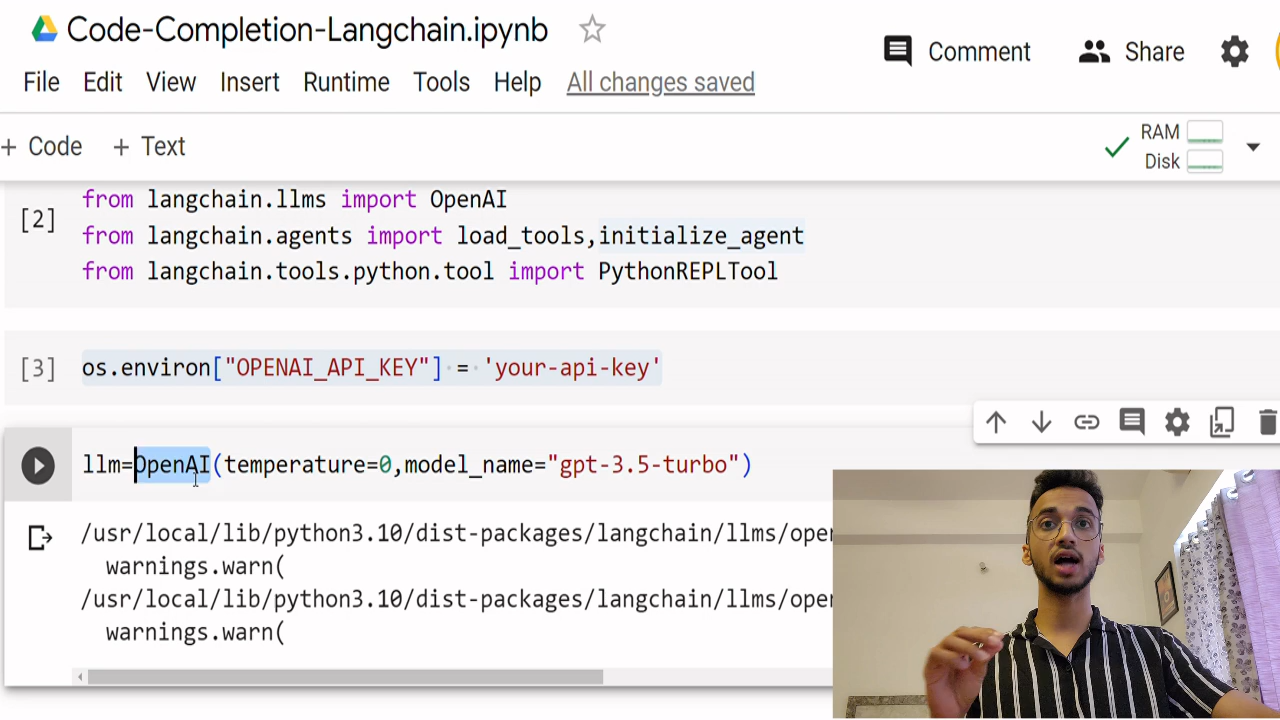 Code-Completion-Langchain.ipynb
Comment
Share
File Edit View Insert Runtime Tools Help All changes saved
+ Code + Text
RAM
Disk
[2]
from langchain.llms import OpenAI
from langchain.agents import load_tools,initialize_agent
from langchain.tools.python.tool import PythonREPLTool
[3] os.environ["OPENAI_API_KEY"] = 'your-api-key'
llm=OpenAI(temperature=0,model_name="gpt-3.5-turbo")
/usr/local/lib/python3.10/dist-packages/langchain/llms/oper
warnings.warn(
/usr/local/lib/python3.10/dist-packages/langchain/llms/oper
warnings.warn(